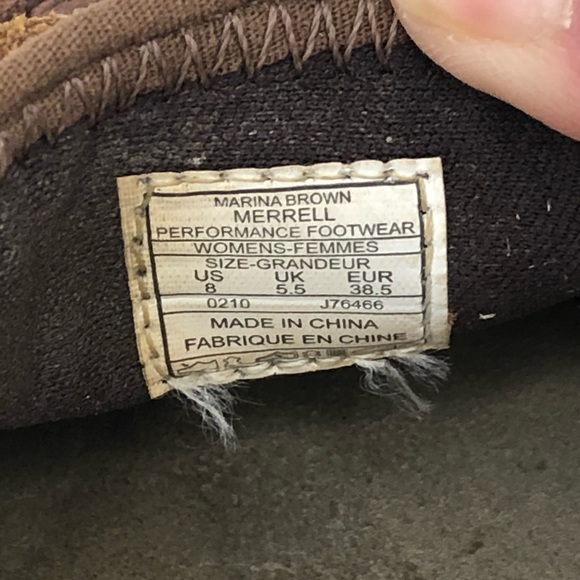 MARINA BROWN
MERRELL
PERFORMANCE FOOTWEAR
WOMENS-FEMMES
SIZE-GRANDEUR
US UK EUR
8 5.5 38.5
0210 J76466
MADE IN CHINA
FABRIQUE EN CHINE